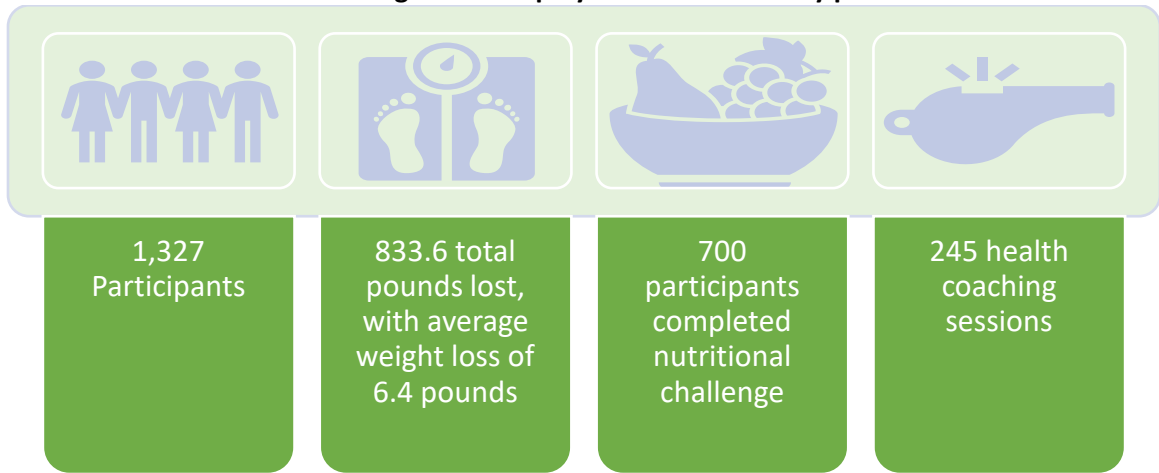 1,327
Participants
833.6 total
pounds lost,
with average
weight loss of
6.4 pounds
700
participants
completed
nutritional
challenge
245 health
coaching
sessions